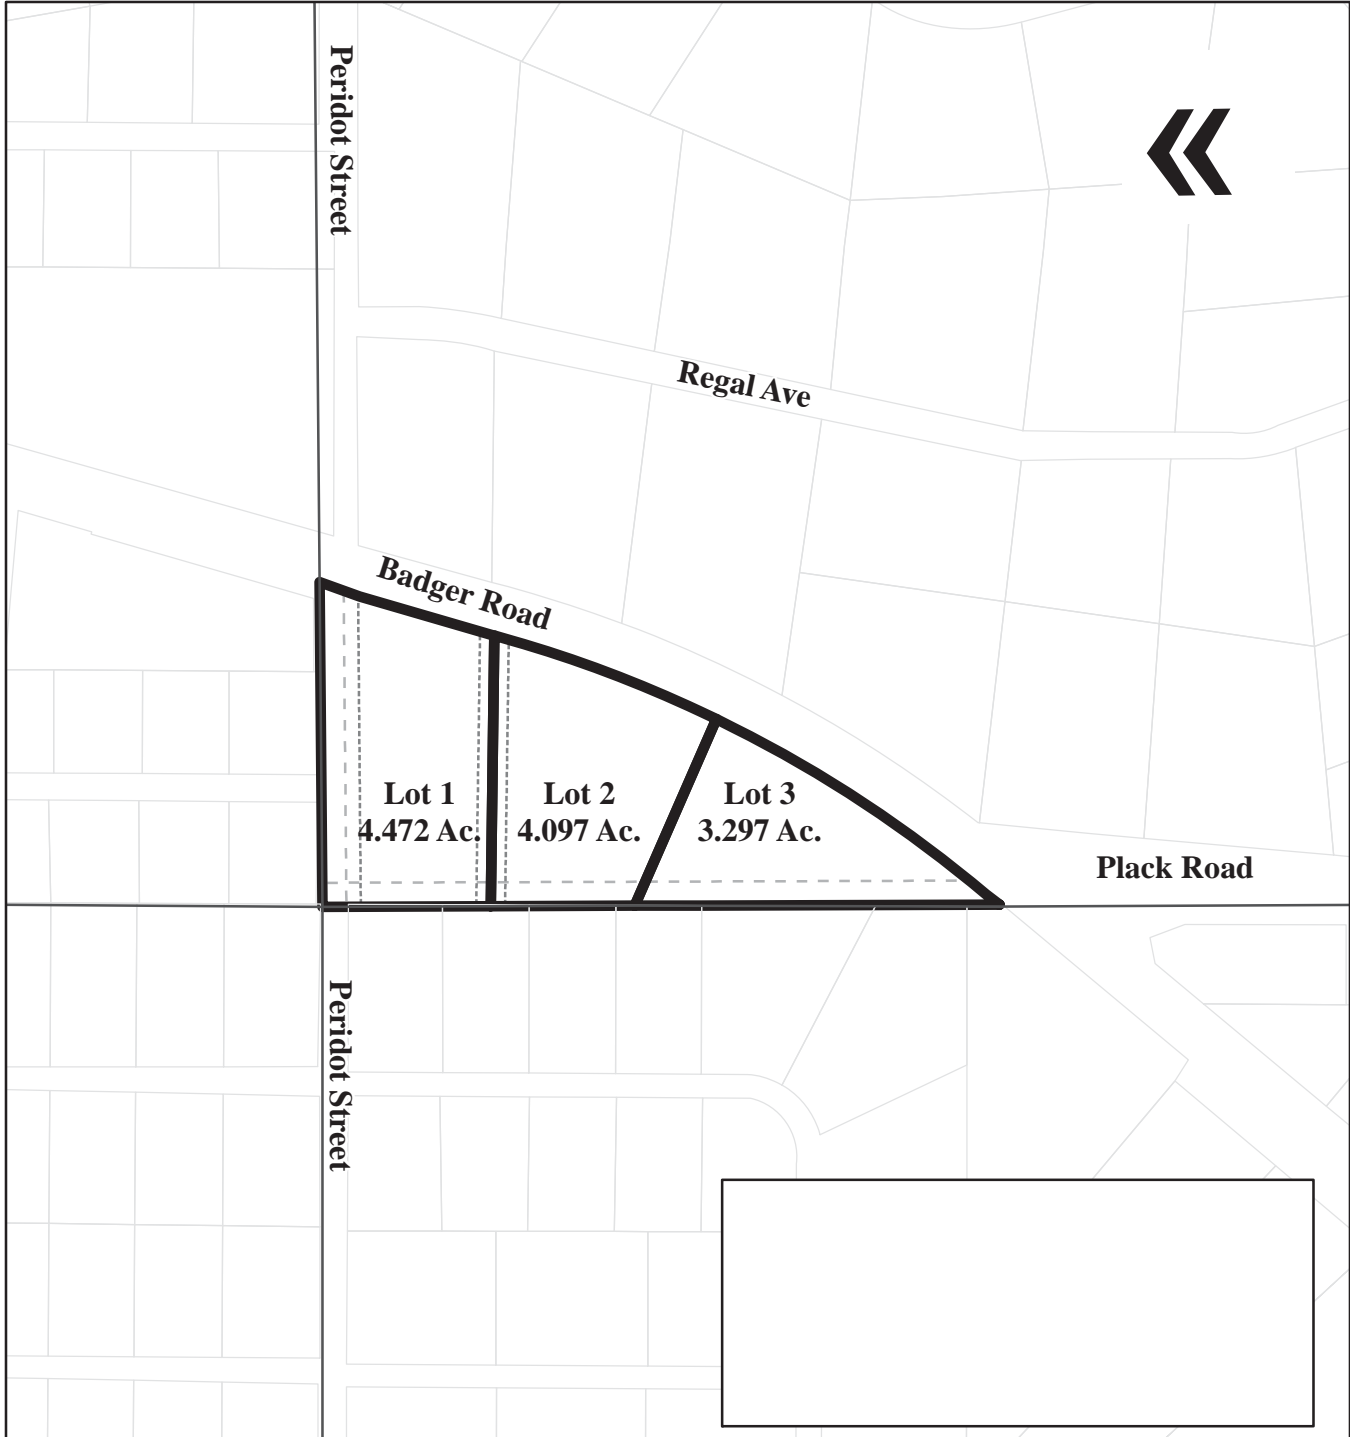 Peridot Street
Regal Ave
Badger Road
Lot 1
4.472 Ac.
Lot 2
4.097 Ac.
Lot 3
3.297 Ac.
Plack Road
Peridot Street